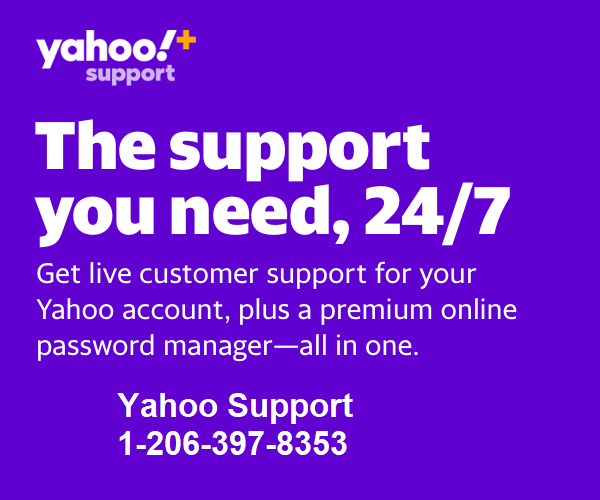 yahoo!+
support
The support
you need, 24/7
Get live customer support for your
Yahoo account, plus a premium online
password manager—all in one.
Yahoo Support
1-206-397-8353